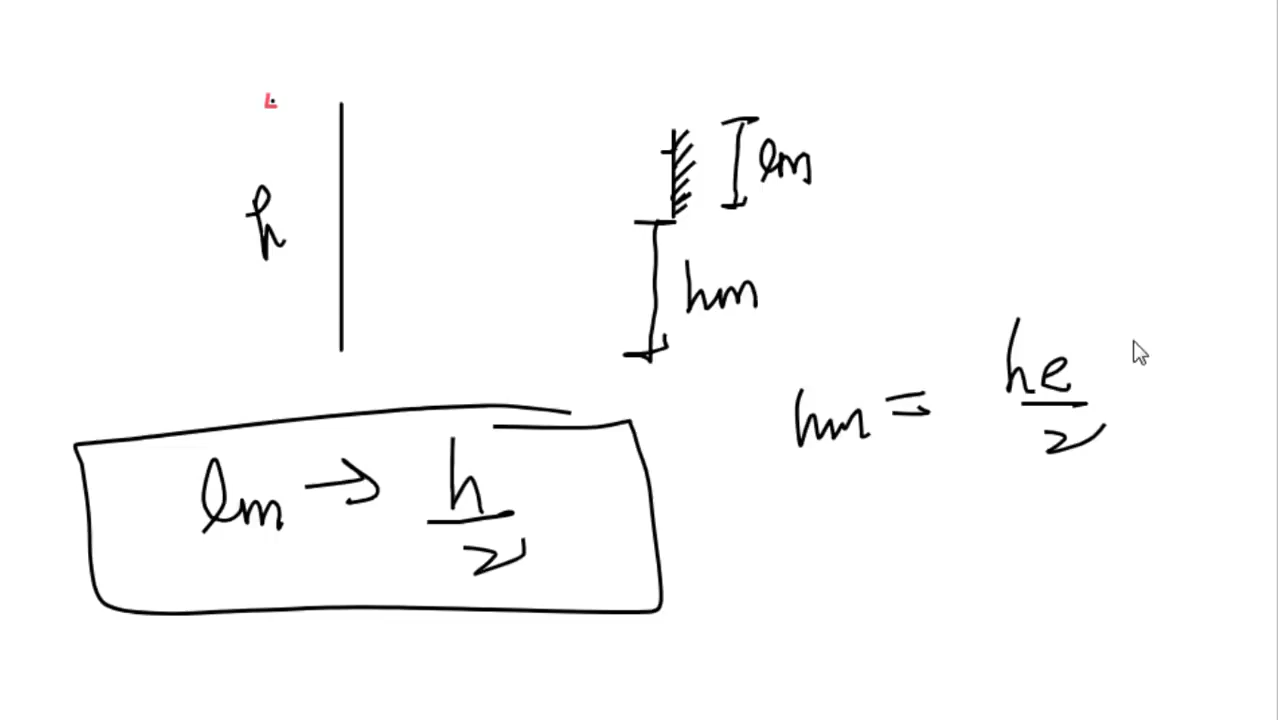 h
lm
hm
hm = he/2
lm → h/2